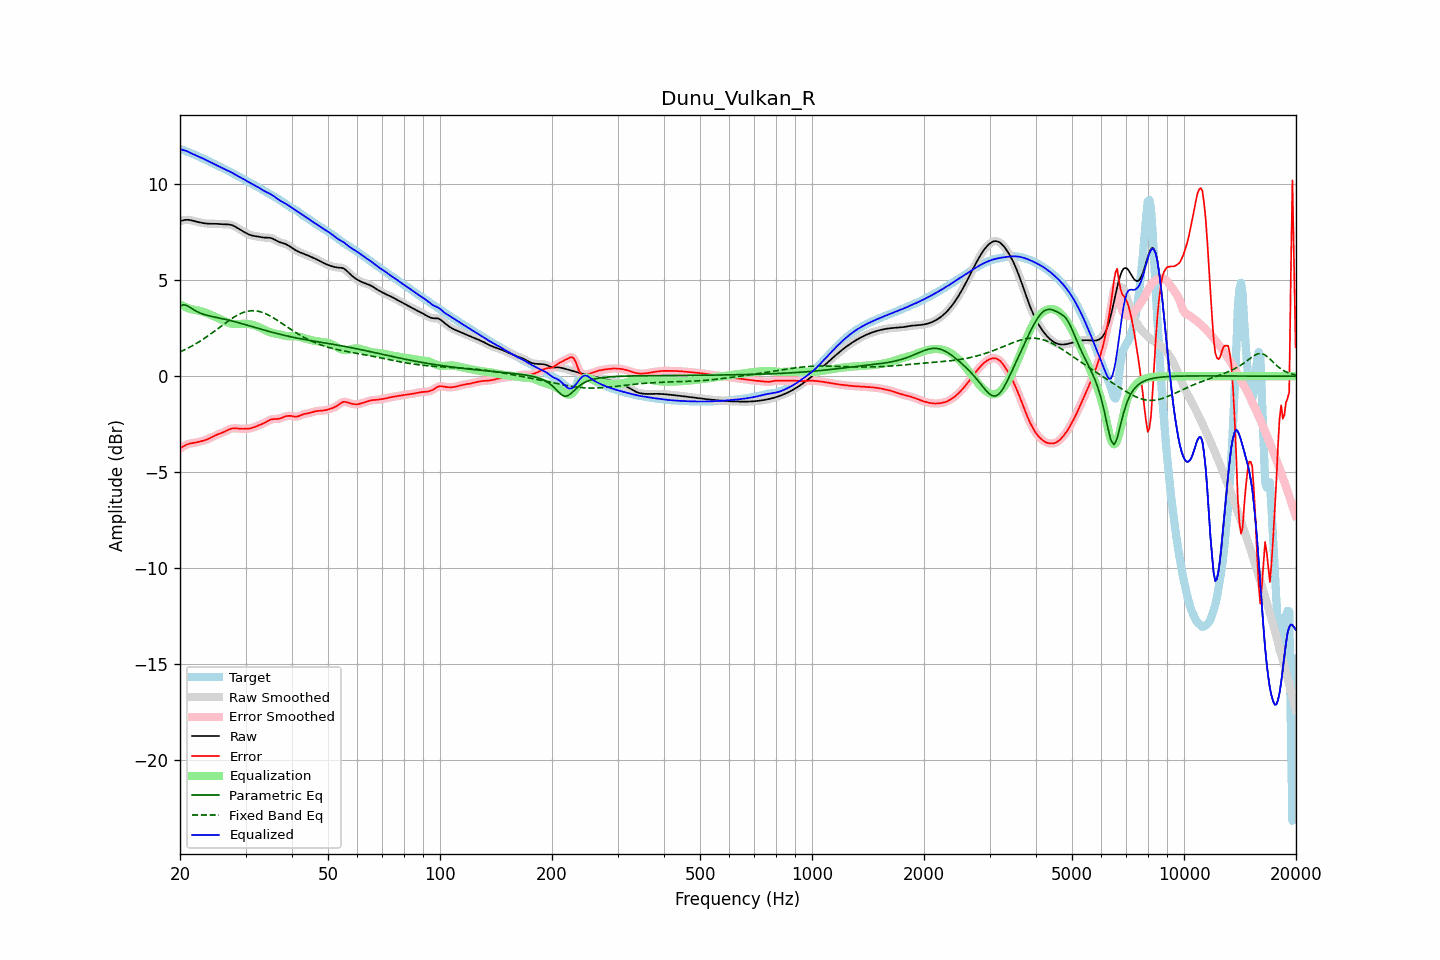 Dunu_Vulkan_R
Amplitude (dBr)
10
5
0
−5
−10
−15
−20
Target
Raw Smoothed
Error Smoothed
Raw
Error
Equalization
Parametric Eq
Fixed Band Eq
Equalized
20 50 100 200 500 1000 2000 5000 10000 20000
Frequency (Hz)